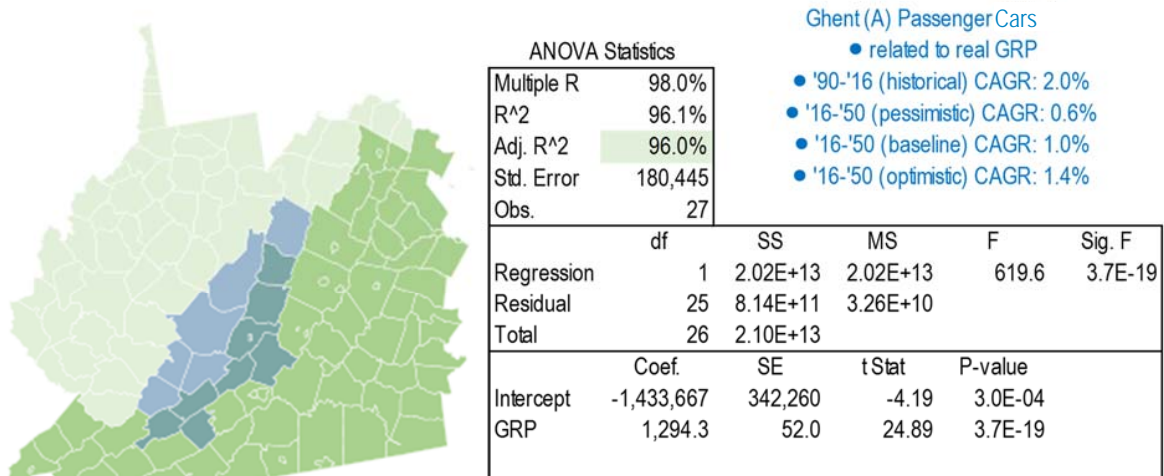 Ghent (A) Passenger Cars
● related to real GRP
● '90-'16 (historical) CAGR: 2.0%
● '16-'50 (pessimistic) CAGR: 0.6%
● '16-'50 (baseline) CAGR: 1.0%
● '16-'50 (optimistic) CAGR: 1.4%
ANOVA Statistics
Multiple R 98.0%
R^2 96.1%
Adj. R^2 96.0%
Std. Error 180,445
Obs. 27
df SS MS F Sig. F
Regression 1 2.02E+13 2.02E+13 619.6 3.7E-19
Residual 25 8.14E+11 3.26E+10
Total 26 2.10E+13
Coef. SE t Stat P-value
Intercept -1,433,667 342,260 -4.19 3.0E-04
GRP 1,294.3 52.0 24.89 3.7E-19